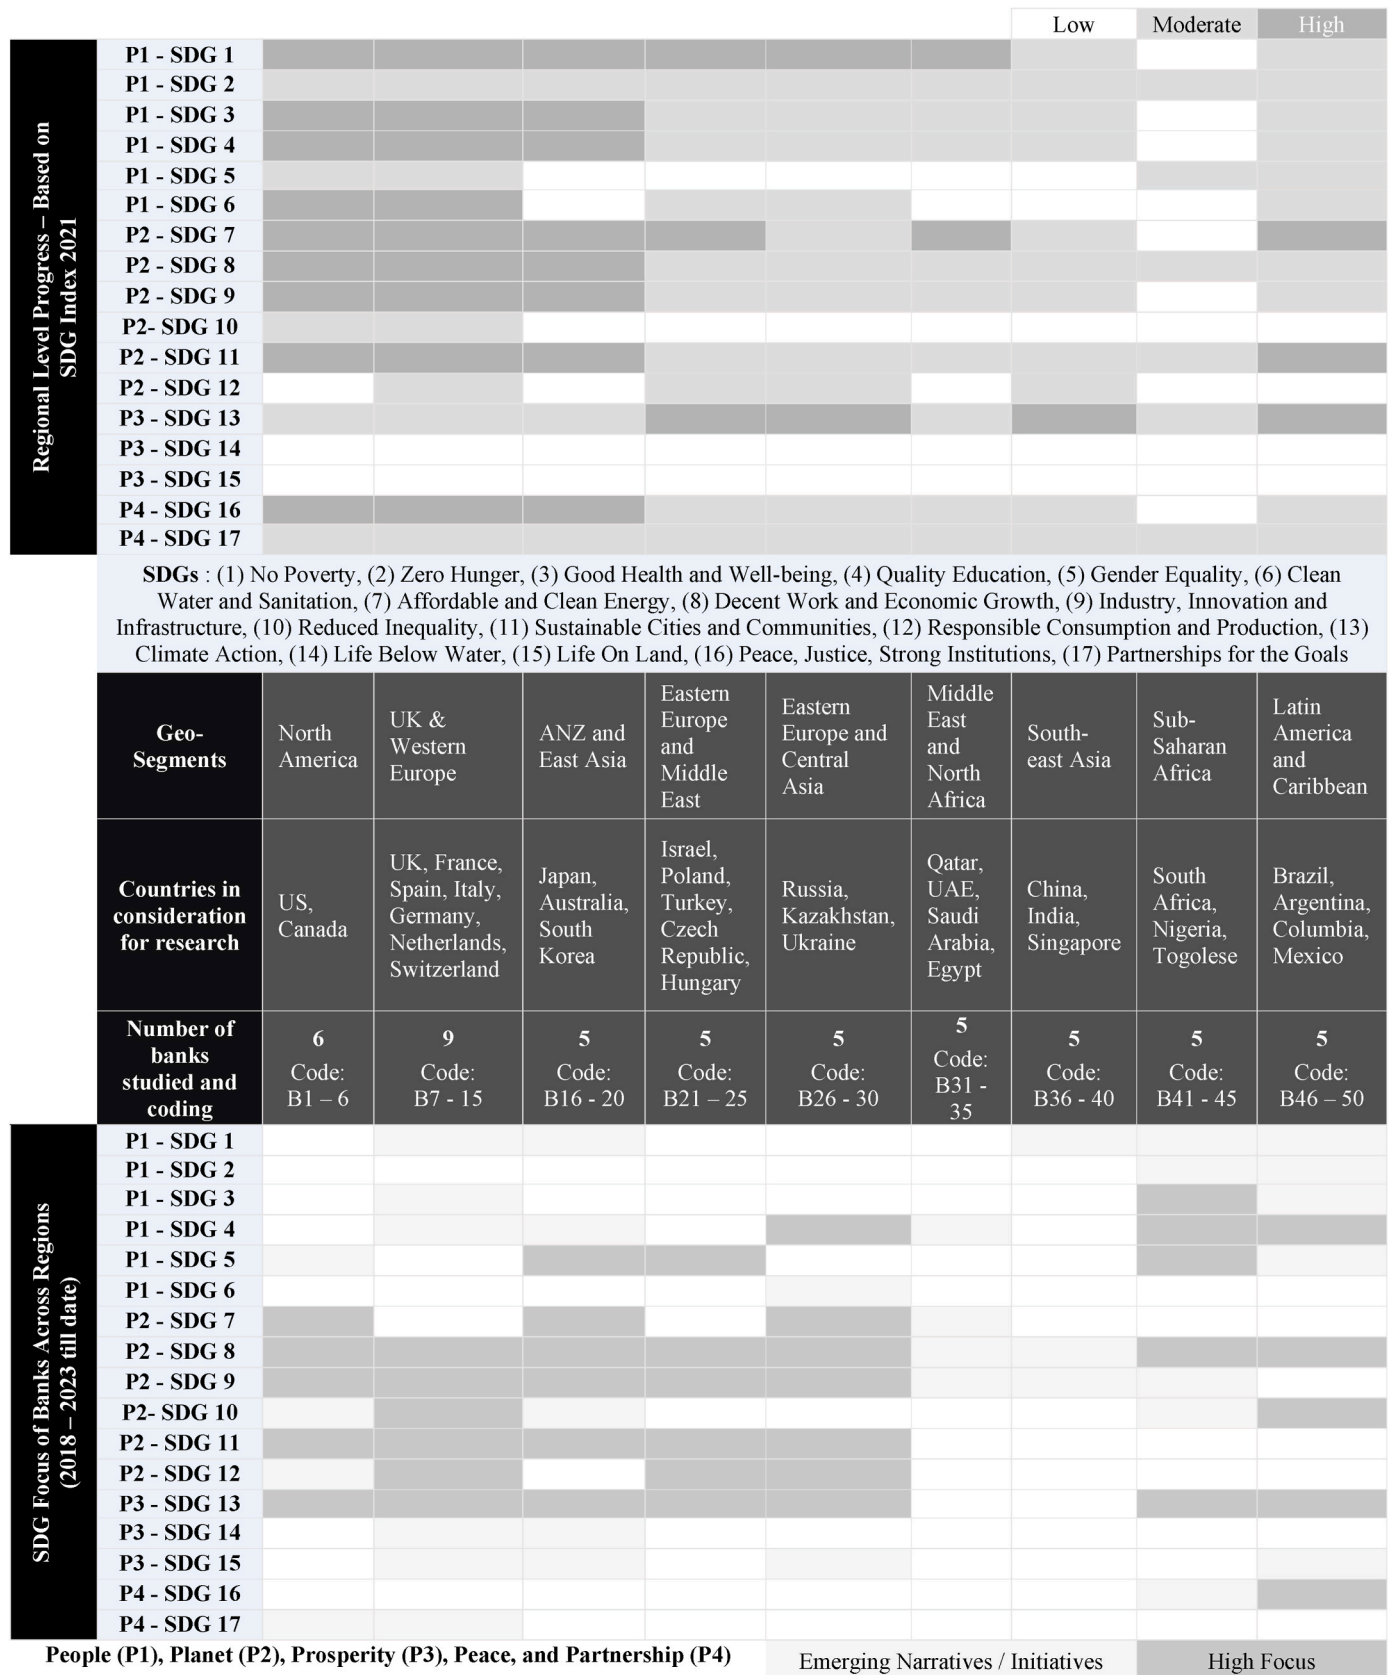 Low Moderate High
Regional Level Progress – Based on
SDG Index 2021
P1 - SDG 1
P1 - SDG 2
P1 - SDG 3
P1 - SDG 4
P1 - SDG 5
P1 - SDG 6
P2 - SDG 7
P2 - SDG 8
P2 - SDG 9
P2- SDG 10
P2 - SDG 11
P2 - SDG 12
P3 - SDG 13
P3 - SDG 14
P3 - SDG 15
P4 - SDG 16
P4 - SDG 17
SDGs : (1) No Poverty, (2) Zero Hunger, (3) Good Health and Well-being, (4) Quality Education, (5) Gender Equality, (6) Clean
Water and Sanitation, (7) Affordable and Clean Energy, (8) Decent Work and Economic Growth, (9) Industry, Innovation and
Infrastructure, (10) Reduced Inequality, (11) Sustainable Cities and Communities, (12) Responsible Consumption and Production, (13)
Climate Action, (14) Life Below Water, (15) Life On Land, (16) Peace, Justice, Strong Institutions, (17) Partnerships for the Goals
Geo-
Segments
North
America
UK &
Western
Europe
ANZ and
East Asia
Eastern
Europe
and
Middle
East
Eastern
Europe and
Central
Asia
Middle
East
and
North
Africa
South-
east Asia
Sub-
Saharan
Africa
Latin
America
and
Caribbean
Countries in
consideration
for research
US,
Canada
UK, France,
Spain, Italy,
Germany,
Netherlands,
Switzerland
Japan,
Australia,
South
Korea
Israel,
Poland,
Turkey,
Czech
Republic,
Hungary
Russia,
Kazakhstan,
Ukraine
Qatar,
UAE,
Saudi
Arabia,
Egypt
China,
India,
Singapore
South
Africa,
Nigeria,
Togolese
Brazil,
Argentina,
Columbia,
Mexico
Number of
banks
studied and
coding
6
Code:
B1 – 6
9
Code:
B7 - 15
5
Code:
B16 - 20
5
Code:
B21 – 25
5
Code:
B26 - 30
5
Code:
B31 -
35
5
Code:
B36 - 40
5
Code:
B41 - 45
5
Code:
B46 – 50
SDG Focus of Banks Across Regions
(2018 – 2023 till date)
P1 - SDG 1
P1 - SDG 2
P1 - SDG 3
P1 - SDG 4
P1 - SDG 5
P1 - SDG 6
P2 - SDG 7
P2 - SDG 8
P2 - SDG 9
P2- SDG 10
P2 - SDG 11
P2 - SDG 12
P3 - SDG 13
P3 - SDG 14
P3 - SDG 15
P4 - SDG 16
P4 - SDG 17
People (P1), Planet (P2), Prosperity (P3), Peace, and Partnership (P4)
Emerging Narratives / Initiatives
High Focus